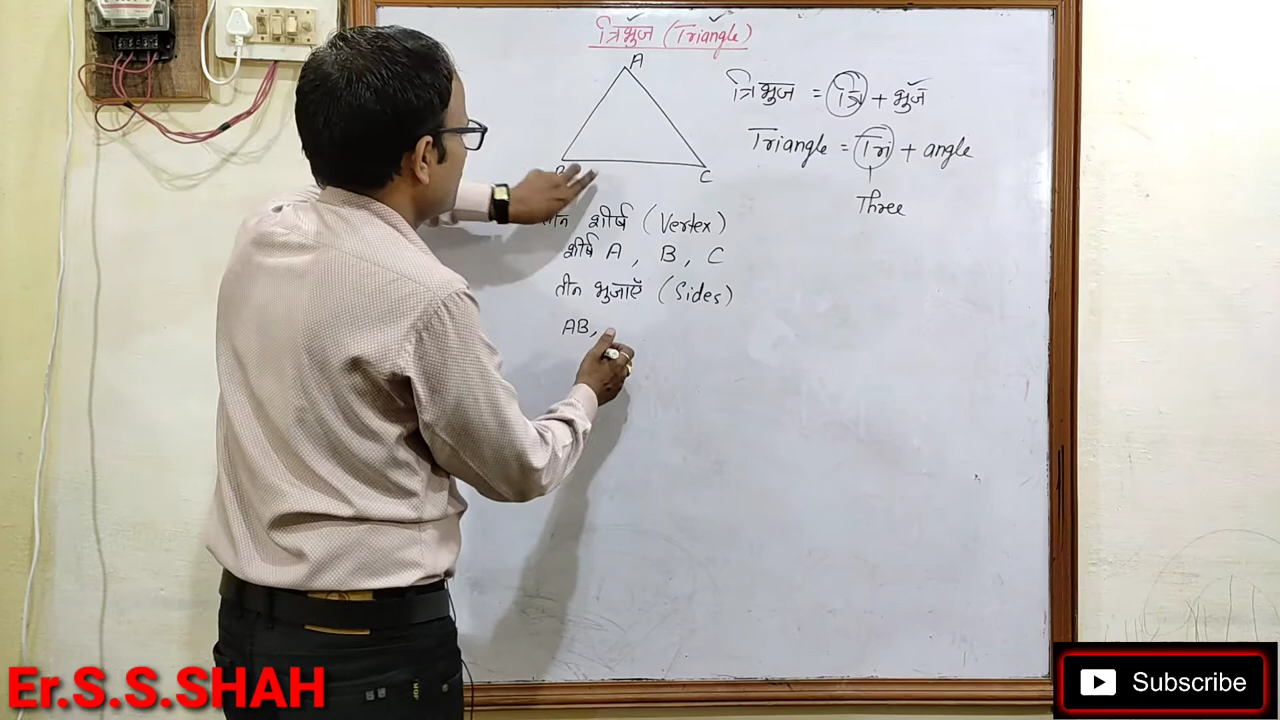 त्रिभुज (Triangle)
A
B
C
त्रिभुज = त्रि + भुज
Triangle = Tri + angle
Three
तीन शीर्ष (Vertex)
शीर्ष A, B, C
तीन भुजाएँ (Sides)
AB,
Er.S.S.SHAH
Subscribe